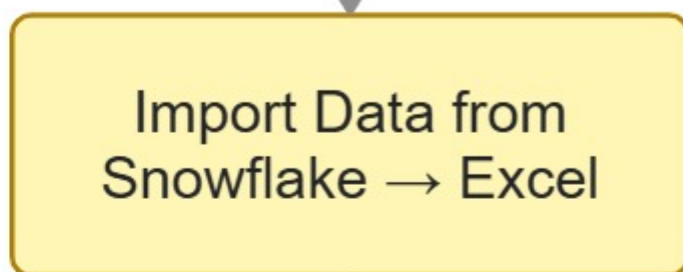 Import Data from
Snowflake → Excel